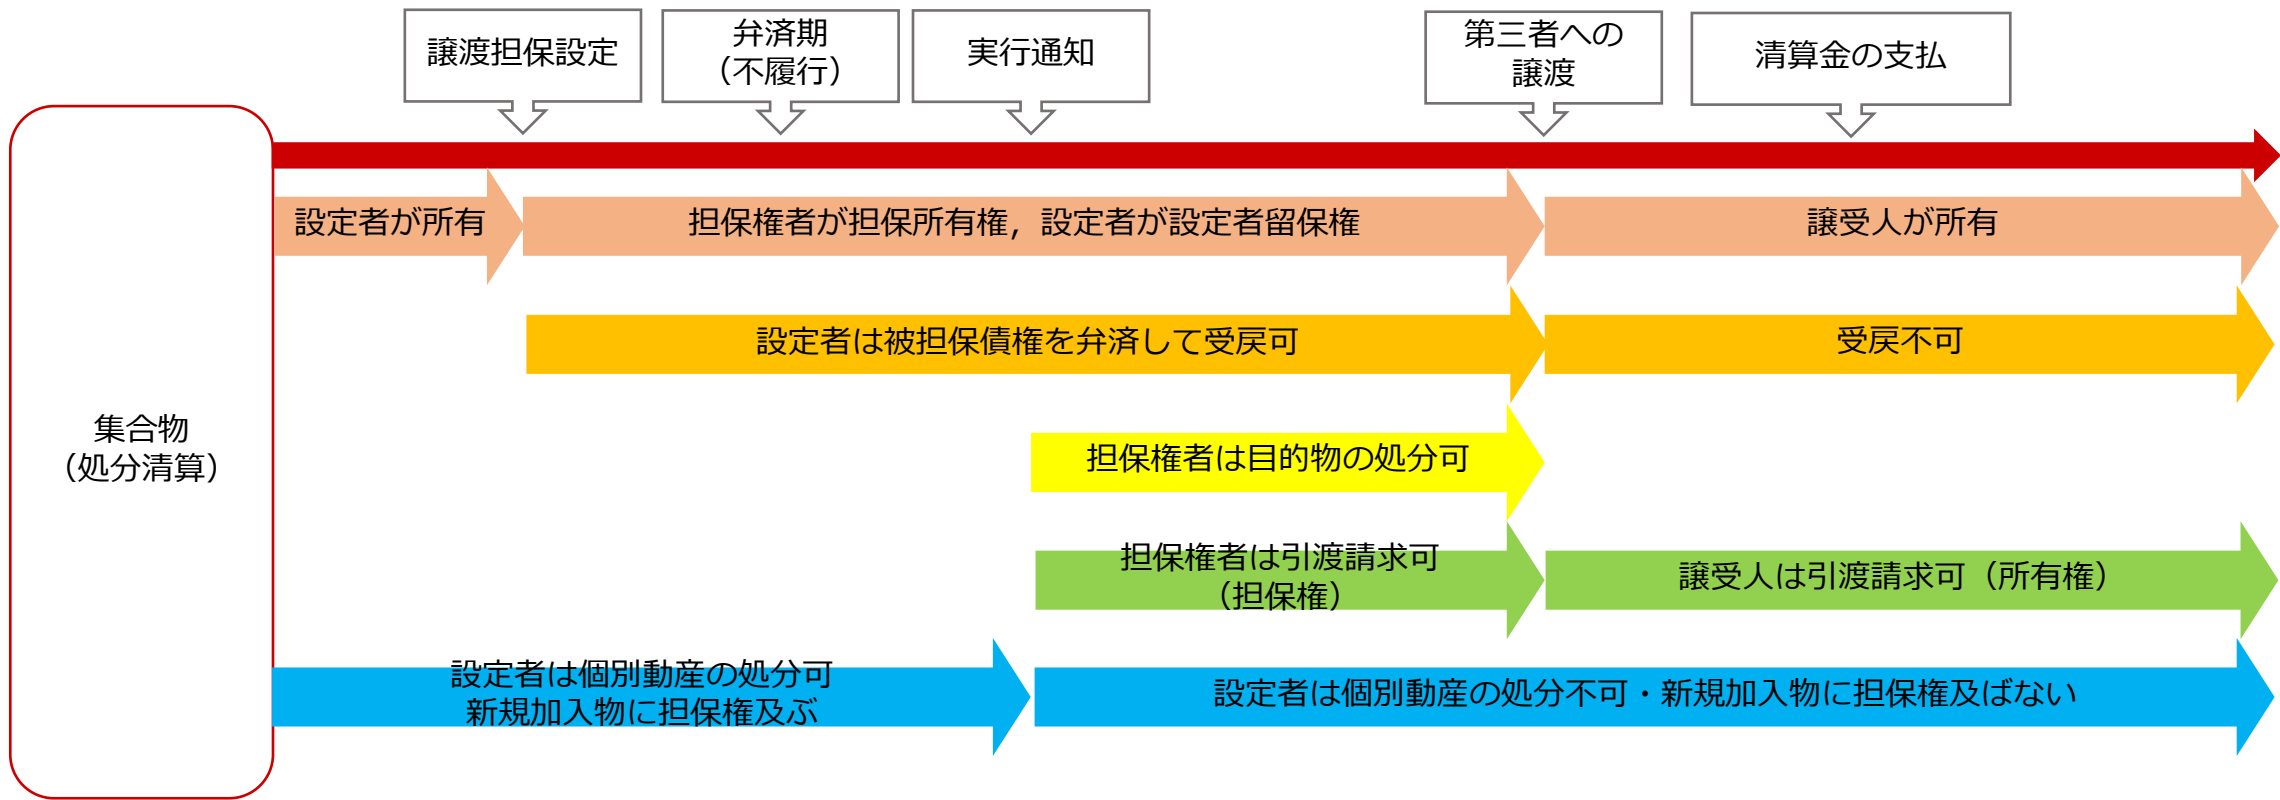 譲渡担保設定
弁済期
（不履行）
実行通知
第三者への
譲渡
清算金の支払
集合物
（処分清算）
設定者が所有
担保権者が担保所有権，設定者が設定者留保権
譲受人が所有
設定者は被担保債権を弁済して受戻可
受戻不可
担保権者は目的物の処分可
担保権者は引渡請求可
（担保権）
譲受人は引渡請求可（所有権）
設定者は個別動産の処分可
新規加入物に担保権及ぶ
設定者は個別動産の処分不可・新規加入物に担保権及ばない